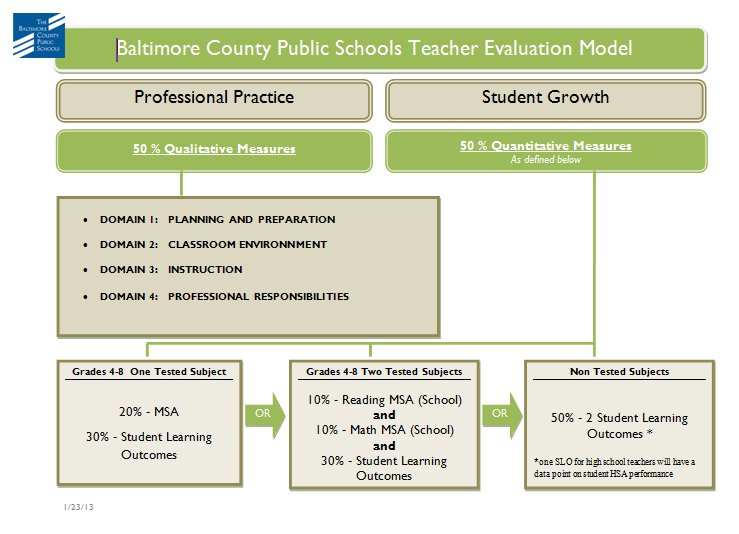 THE
BALTIMORE
COUNTY
PUBLIC
SCHOOLS
Baltimore County Public Schools Teacher Evaluation Model
Professional Practice
Student Growth
50 % Qualitative Measures
50 % Quantitative Measures
As defined below
• DOMAIN 1: PLANNING AND PREPARATION
• DOMAIN 2: CLASSROOM ENVIRONNMENT
• DOMAIN 3: INSTRUCTION
• DOMAIN 4: PROFESSIONAL RESPONSIBILITIES
Grades 4-8 One Tested Subject
20% - MSA
30% - Student Learning
Outcomes
OR
Grades 4-8 Two Tested Subjects
10% - Reading MSA (School)
and
10% - Math MSA (School)
and
30% - Student Learning
Outcomes
OR
Non Tested Subjects
50% - 2 Student Learning
Outcomes *
*one SLO for high school teachers will have a
data point on student HSA performance
1/23/13